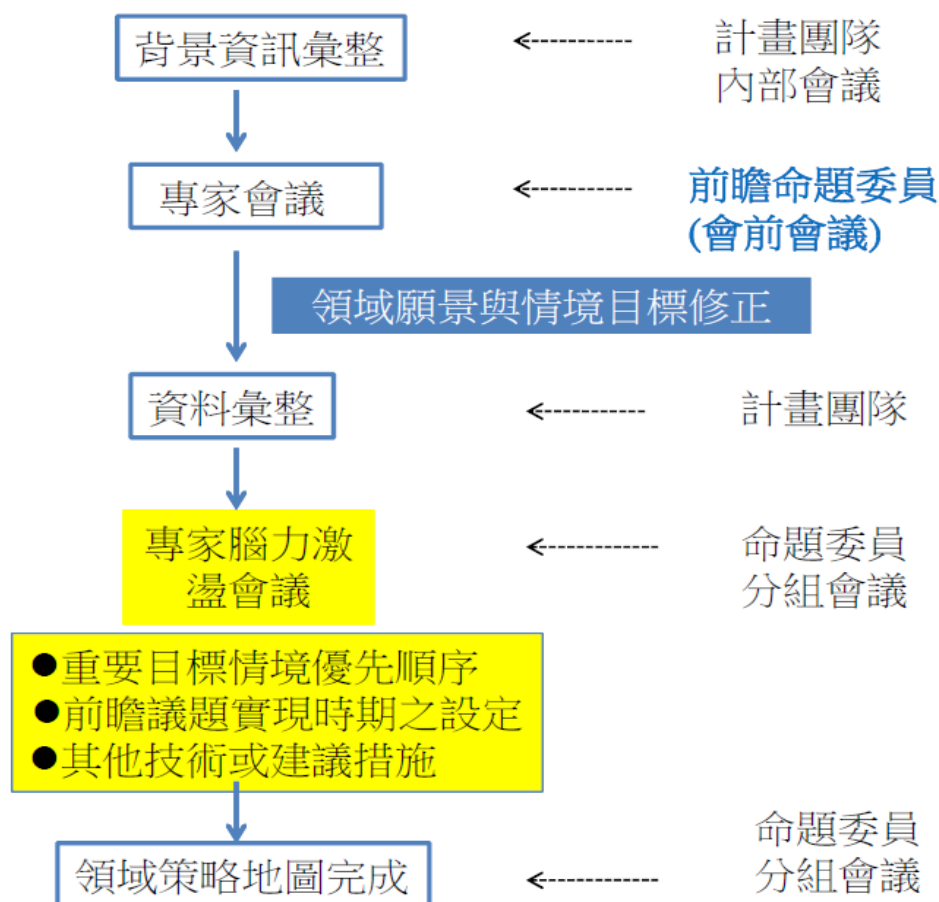 背景資訊彙整
計畫團隊
內部會議
專家會議
前瞻命題委員
(會前會議)
領域願景與情境目標修正
資料彙整
計畫團隊
專家腦力激
盪會議
命題委員
分組會議
●重要目標情境優先順序
●前瞻議題實現時期之設定
●其他技術或建議措施
領域策略地圖完成
命題委員
分組會議